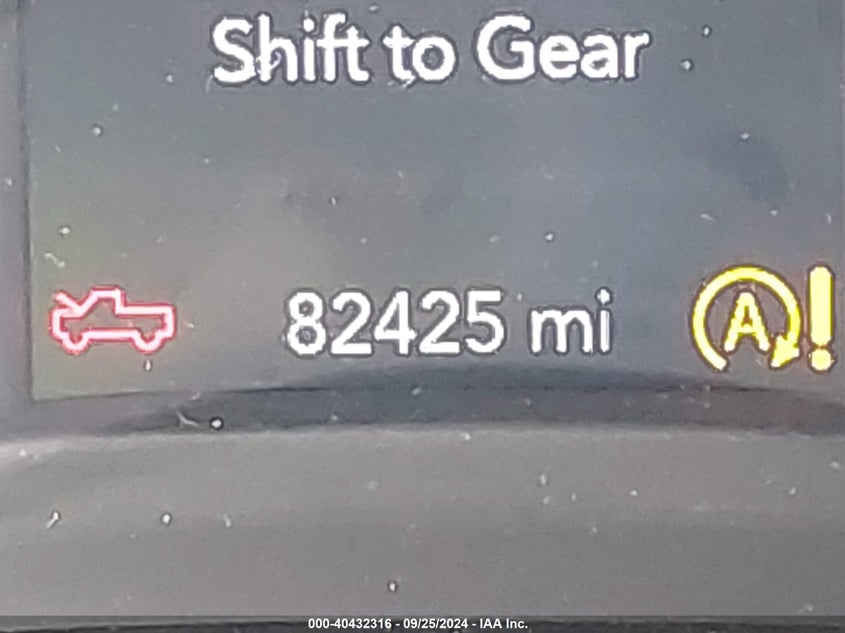 Shift to Gear
82425 mi
A !
000-40432316 - 09/25/2024 - IAA Inc.